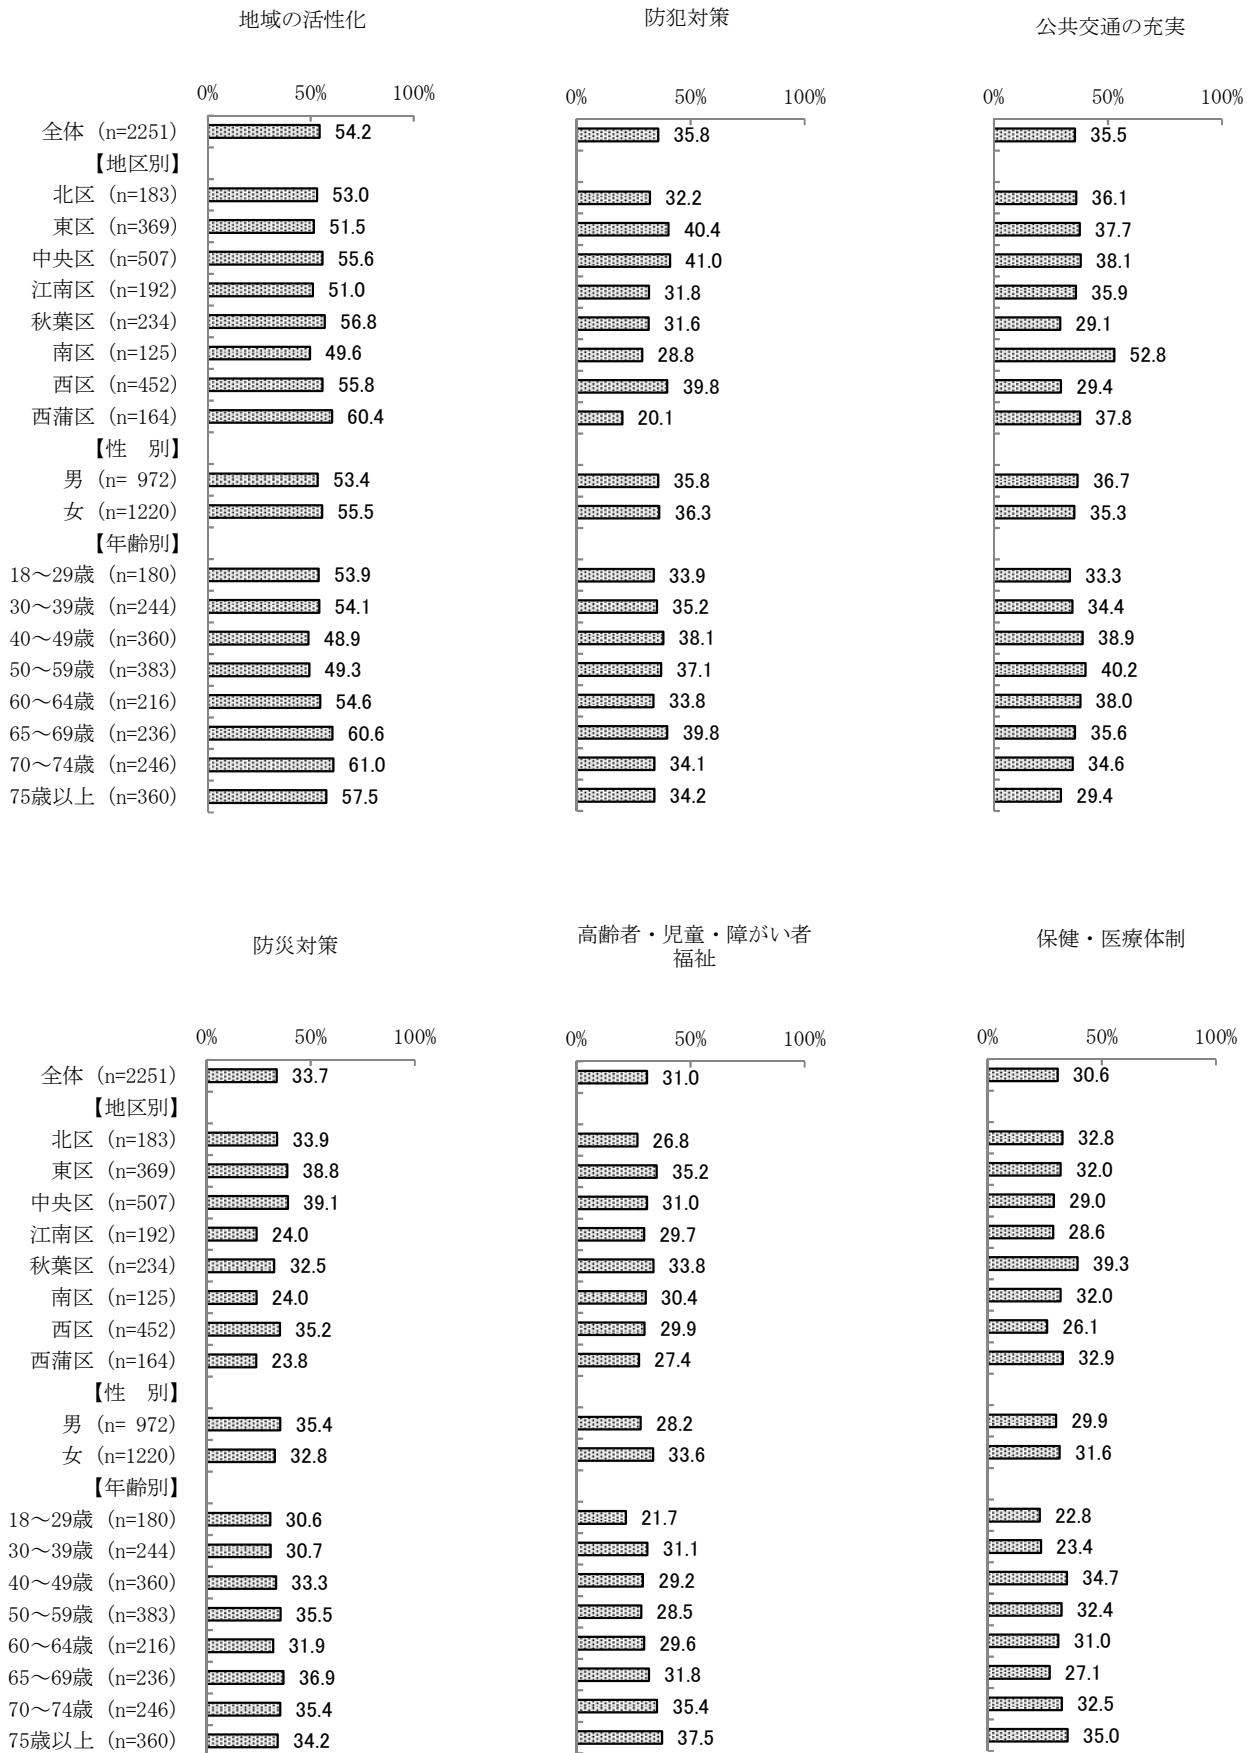 地域の活性化 防犯対策 公共交通の充実
0% 50% 100% 0% 50% 100% 0% 50% 100%
全体 (n=2251) 54.2 35.8 35.5
【地区別】
北区 (n=183) 53.0 32.2 36.1
東区 (n=369) 51.5 40.4 37.7
中央区 (n=507) 55.6 41.0 38.1
江南区 (n=192) 51.0 31.8 35.9
秋葉区 (n=234) 56.8 31.6 29.1
南区 (n=125) 49.6 28.8 52.8
西区 (n=452) 55.8 39.8 29.4
西蒲区 (n=164) 60.4 20.1 37.8
【性　別】
男 (n= 972) 53.4 35.8 36.7
女 (n=1220) 55.5 36.3 35.3
【年齢別】
18～29歳 (n=180) 53.9 33.9 33.3
30～39歳 (n=244) 54.1 35.2 34.4
40～49歳 (n=360) 48.9 38.1 38.9
50～59歳 (n=383) 49.3 37.1 40.2
60～64歳 (n=216) 54.6 33.8 38.0
65～69歳 (n=236) 60.6 39.8 35.6
70～74歳 (n=246) 61.0 34.1 34.6
75歳以上 (n=360) 57.5 34.2 29.4
防災対策 高齢者・児童・障がい者 保健・医療体制
福祉
0% 50% 100% 0% 50% 100% 0% 50% 100%
全体 (n=2251) 33.7 31.0 30.6
【地区別】
北区 (n=183) 33.9 26.8 32.8
東区 (n=369) 38.8 35.2 32.0
中央区 (n=507) 39.1 31.0 29.0
江南区 (n=192) 24.0 29.7 28.6
秋葉区 (n=234) 32.5 33.8 39.3
南区 (n=125) 24.0 30.4 32.0
西区 (n=452) 35.2 29.9 26.1
西蒲区 (n=164) 23.8 27.4 32.9
【性　別】
男 (n= 972) 35.4 28.2 29.9
女 (n=1220) 32.8 33.6 31.6
【年齢別】
18～29歳 (n=180) 30.6 21.7 22.8
30～39歳 (n=244) 30.7 31.1 23.4
40～49歳 (n=360) 33.3 29.2 34.7
50～59歳 (n=383) 35.5 28.5 32.4
60～64歳 (n=216) 31.9 29.6 31.0
65～69歳 (n=236) 36.9 31.8 27.1
70～74歳 (n=246) 35.4 35.4 32.5
75歳以上 (n=360) 34.2 37.5 35.0